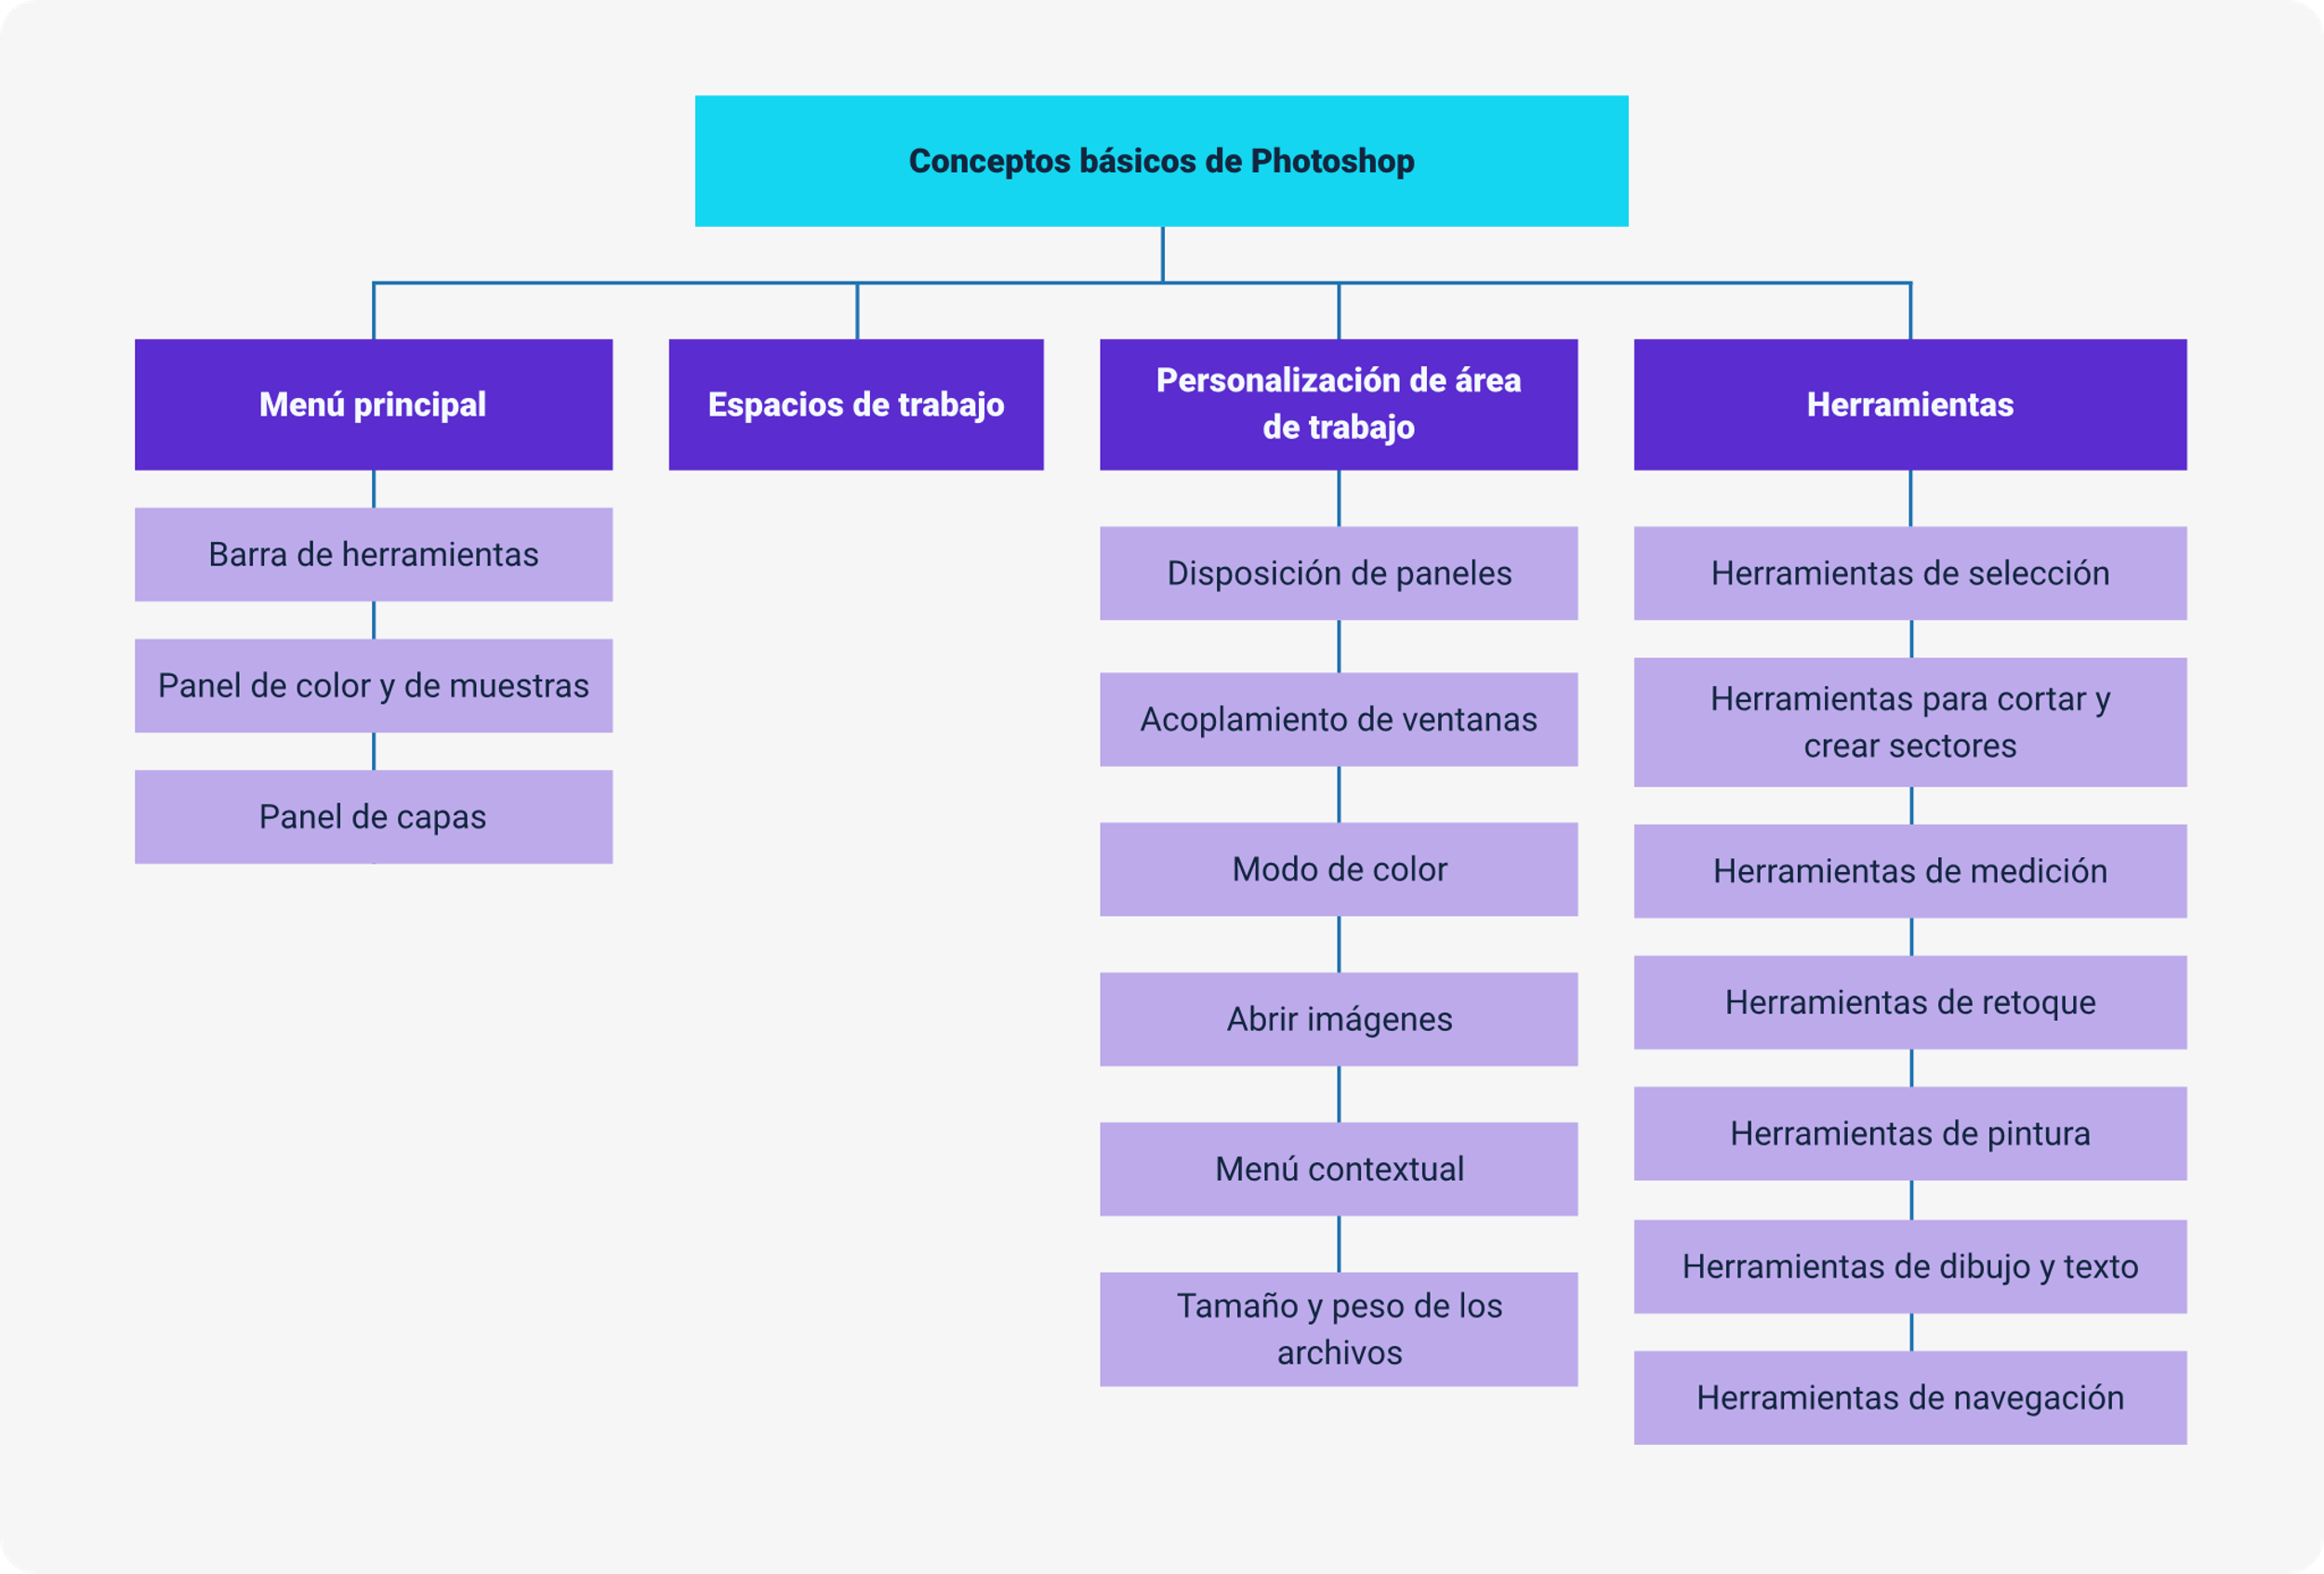 Conceptos básicos de Photoshop
Menú principal
Barra de herramientas
Panel de color y de muestras
Panel de capas
Espacios de trabajo
Personalización de área
de trabajo
Disposición de paneles
Acoplamiento de ventanas
Modo de color
Abrir imágenes
Menú contextual
Tamaño y peso de los
archivos
Herramientas
Herramientas de selección
Herramientas para cortar y
crear sectores
Herramientas de medición
Herramientas de retoque
Herramientas de pintura
Herramientas de dibujo y texto
Herramientas de navegación